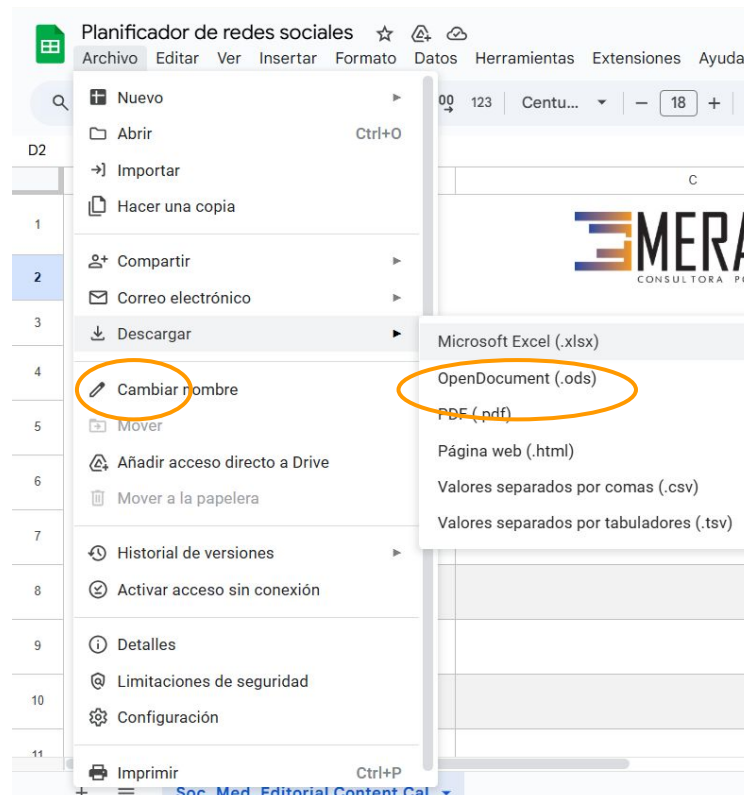 Planificador de redes sociales
Archivo Editar Ver Insertar Formato Datos Herramientas Extensiones Ayuda
00 123 Centu... 18
D2
C
Nuevo
Abrir Ctrl+O
Importar
Hacer una copia
Compartir
Correo electrónico
Descargar
Cambiar nombre
Mover
Añadir acceso directo a Drive
Mover a la papelera
Historial de versiones
Activar acceso sin conexión
Detalles
Limitaciones de seguridad
Configuración
Imprimir Ctrl+P
MERA
CONSULTORA
Microsoft Excel (.xlsx)
OpenDocument (.ods)
PDF (.pdf)
Página web (.html)
Valores separados por comas (.csv)
Valores separados por tabuladores (.tsv)
1
2
3
4
5
6
7
8
9
10
11
Soc. Med. Editorial Content Cal